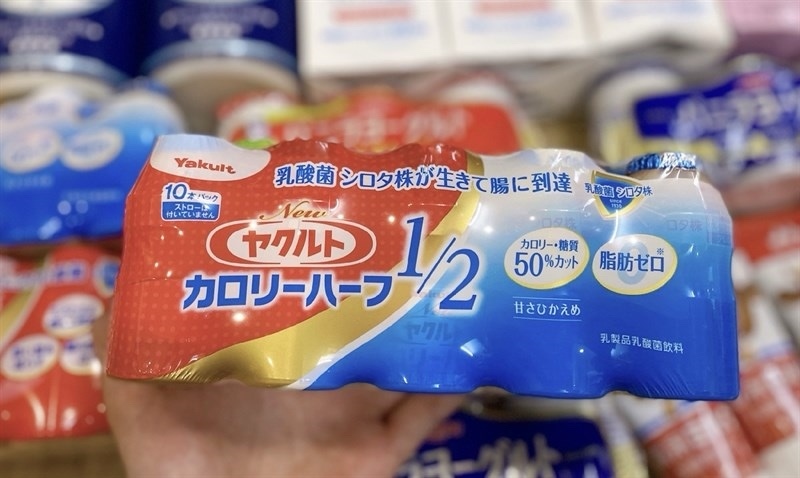 Yakult
10本パック
ストローは
付いていません
乳酸菌 シロタ株が生きて腸に到達
乳酸菌 シロタ株
New
ヤクルト
カロリーハーフ 1/2
カロリー・糖質
50%カット
脂肪ゼロ※
甘さひかえめ
乳製品乳酸菌飲料